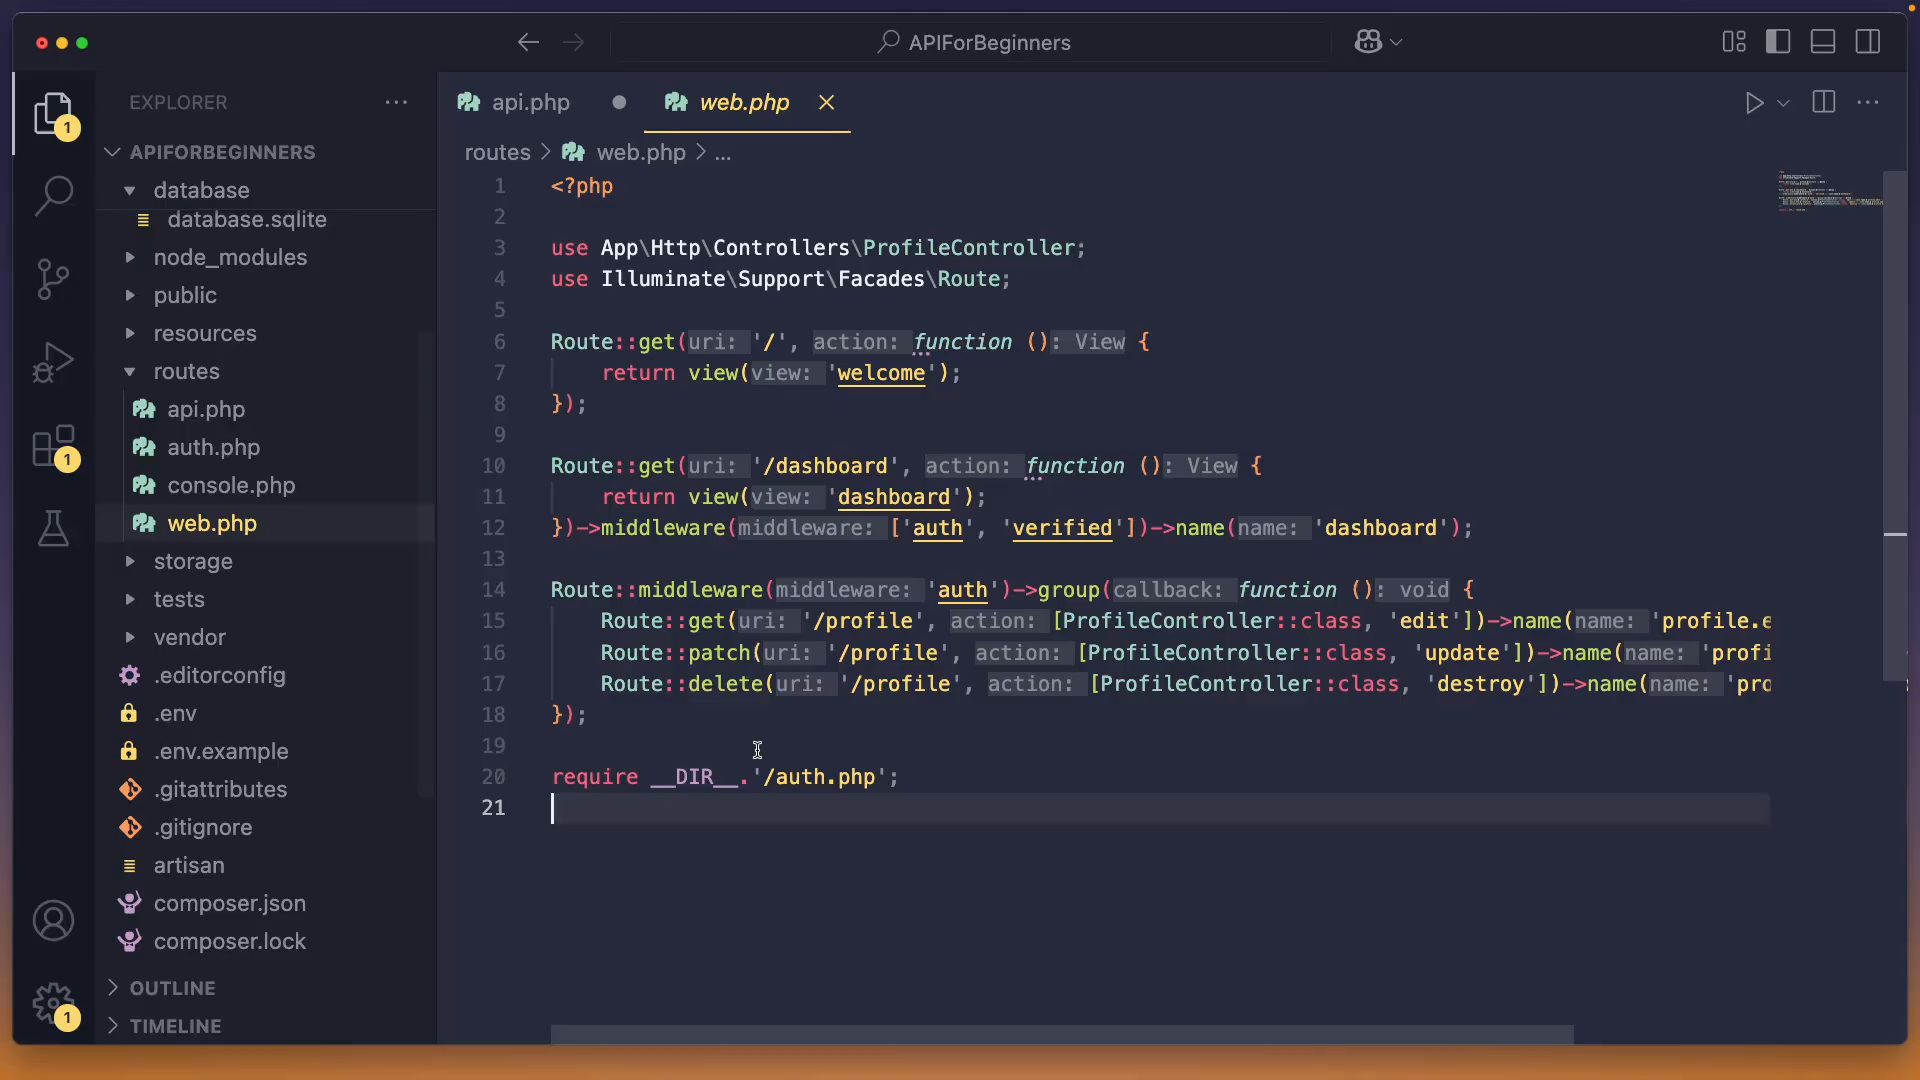 APIForBeginners
EXPLORER
APIFORBEGINNERS
database
database.sqlite
node_modules
public
resources
routes
api.php
auth.php
console.php
web.php
storage
tests
vendor
.editorconfig
.env
.env.example
.gitattributes
.gitignore
artisan
composer.json
composer.lock
OUTLINE
TIMELINE
1
1
1
api.php
web.php
routes > web.php > ...
1 <?php
2
3 use App\Http\Controllers\ProfileController;
4 use Illuminate\Support\Facades\Route;
5
6 Route::get(uri: '/', action: function (): View {
7 return view(view: 'welcome');
8 });
9
10 Route::get(uri: '/dashboard', action: function (): View {
11 return view(view: 'dashboard');
12 })->middleware(middleware: ['auth', 'verified'])->name(name: 'dashboard');
13
14 Route::middleware(middleware: 'auth')->group(callback: function (): void {
15 Route::get(uri: '/profile', action: [ProfileController::class, 'edit'])->name(name: 'profile.e
16 Route::patch(uri: '/profile', action: [ProfileController::class, 'update'])->name(name: 'profi
17 Route::delete(uri: '/profile', action: [ProfileController::class, 'destroy'])->name(name: 'pro
18 });
19
20 require __DIR__.'/auth.php';
21